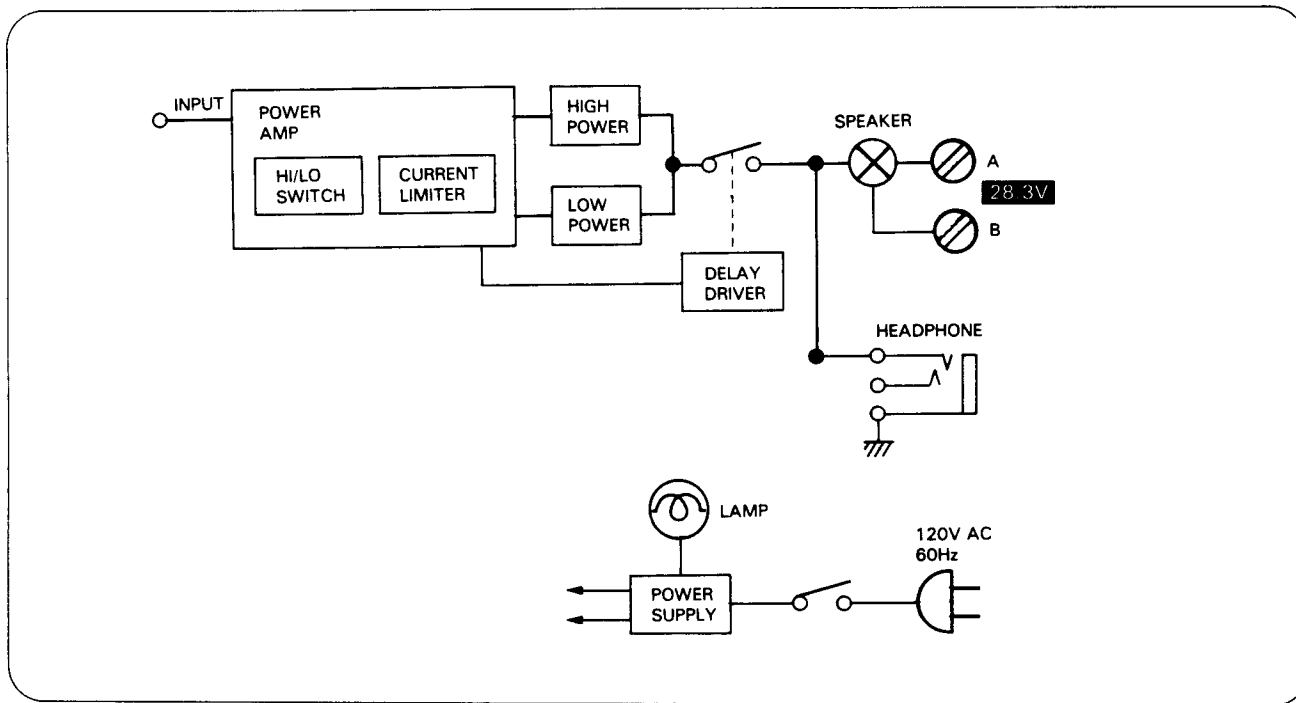 INPUT
POWER
AMP
HI/LO
SWITCH
CURRENT
LIMITER
HIGH
POWER
LOW
POWER
DELAY
DRIVER
SPEAKER
A
28.3V
B
HEADPHONE
LAMP
POWER
SUPPLY
120V AC
60Hz